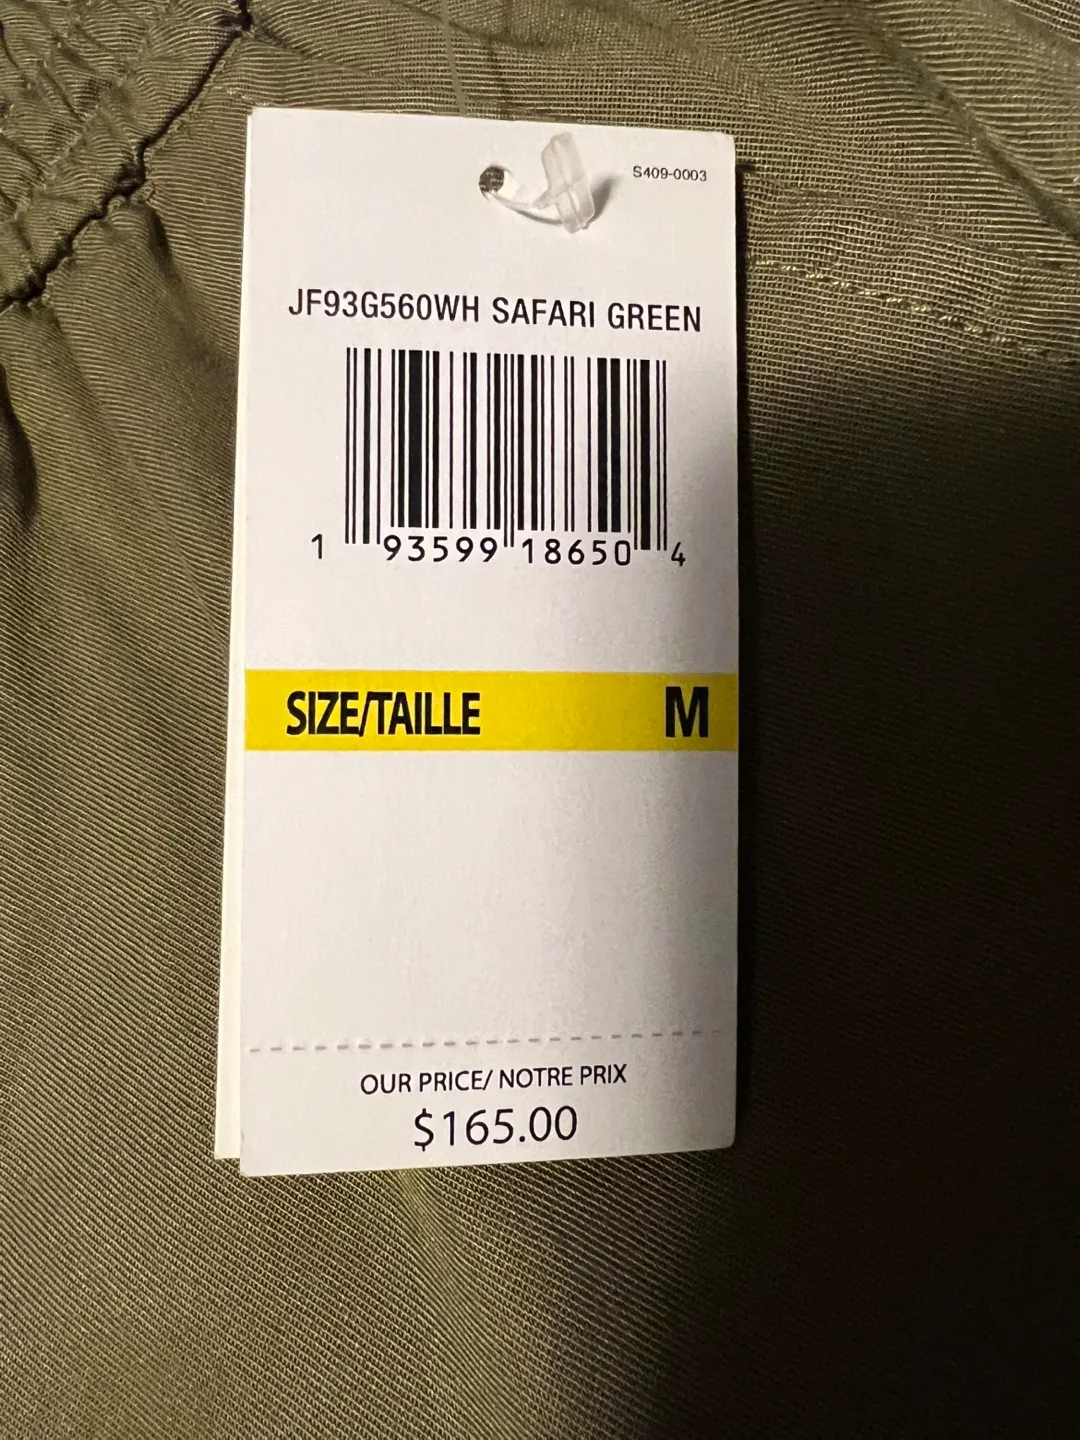 S409-0003
JF93G560WH SAFARI GREEN
1 93599 18650 4
SIZE/TAILLE M
OUR PRICE/ NOTRE PRIX
$165.00